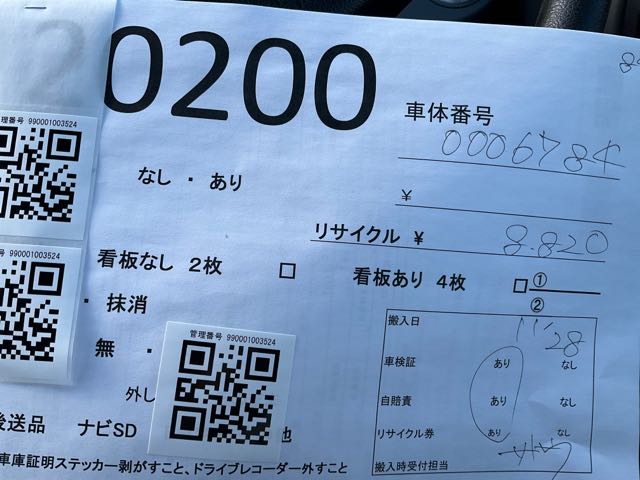 0200
車体番号
0006784
管理番号 990001003524
なし ・ あり
¥
リサイクル ¥ 8.820
管理番号 990001003524
看板なし 2枚 □ 看板あり 4枚 □①
②
・ 抹消
搬入日 11/28
管理番号 990001003524
無 ・
車検証 あり なし
外し
自賠責 あり なし
後送品 ナビSD 他
リサイクル券 あり なし
車庫証明ステッカー剥がすこと、ドライブレコーダー外すこと
搬入時受付担当